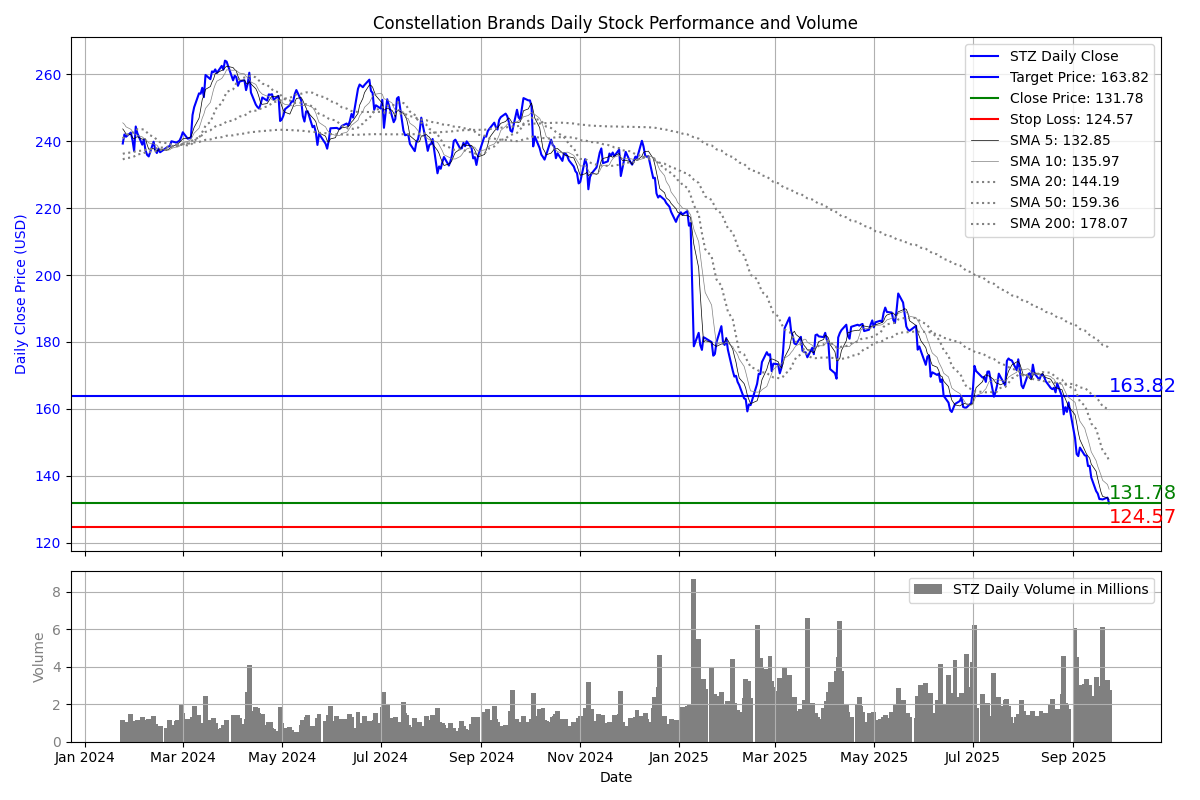 Constellation Brands Daily Stock Performance and Volume
Daily Close Price (USD)
260
240
220
200
180
160
140
120
STZ Daily Close
Target Price: 163.82
Close Price: 131.78
Stop Loss: 124.57
SMA 5: 132.85
SMA 10: 135.97
SMA 20: 144.19
SMA 50: 159.36
SMA 200: 178.07
163.82
131.78
124.57
Volume
8
6
4
2
0
STZ Daily Volume in Millions
Jan 2024 Mar 2024 May 2024 Jul 2024 Sep 2024 Nov 2024 Jan 2025 Mar 2025 May 2025 Jul 2025 Sep 2025
Date